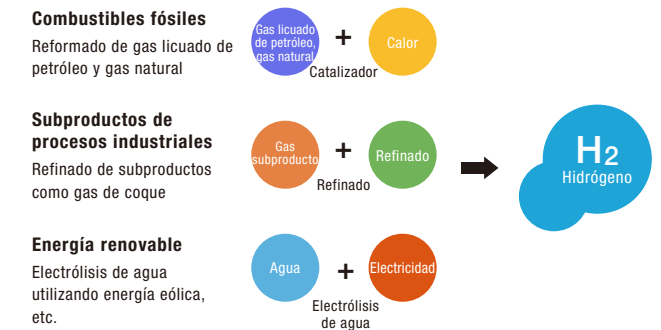 Combustibles fósiles
Reformado de gas licuado de
petróleo y gas natural
Gas licuado
de petróleo,
gas natural
+
Calor
Catalizador
Subproductos de
procesos industriales
Refinado de subproductos
como gas de coque
Gas
subproducto
+
Refinado
Refinado
H2
Hidrógeno
Energía renovable
Electrólisis de agua
utilizando energía eólica,
etc.
Agua
+
Electricidad
Electrólisis
de agua